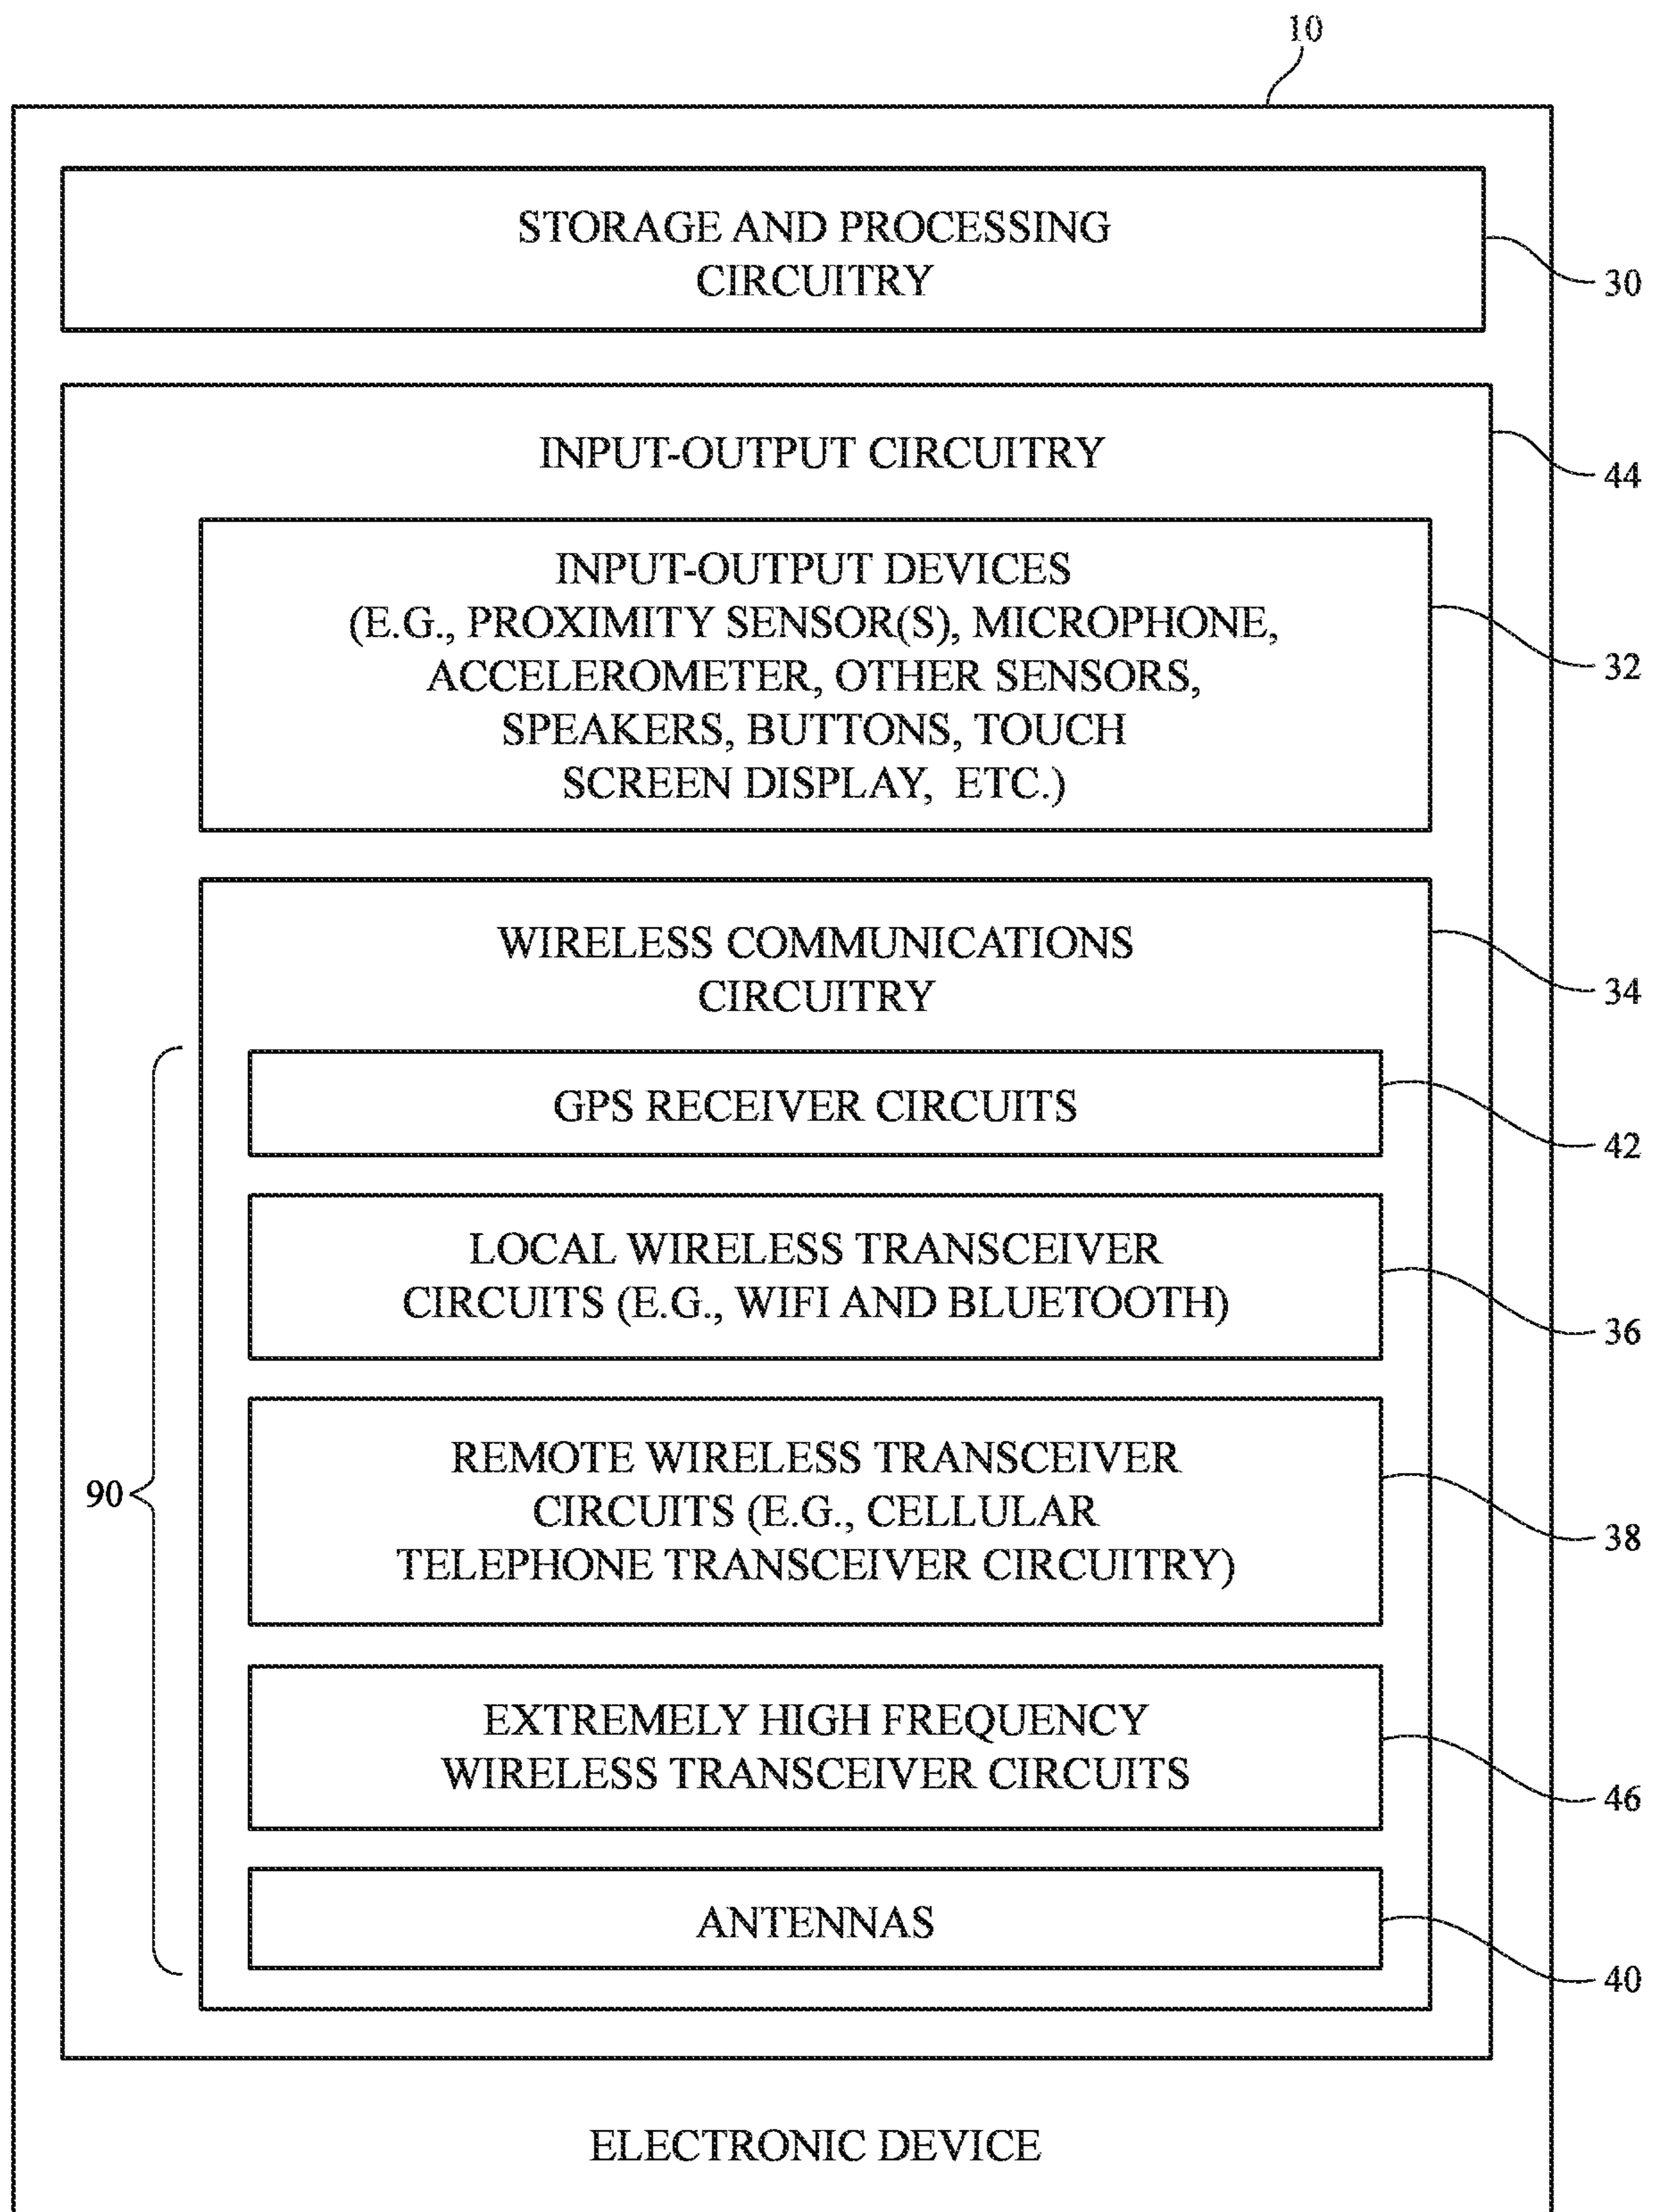 10
STORAGE AND PROCESSING
CIRCUITRY
30
INPUT-OUTPUT CIRCUITRY
44
INPUT-OUTPUT DEVICES
(E.G., PROXIMITY SENSOR(S), MICROPHONE,
ACCELEROMETER, OTHER SENSORS,
SPEAKERS, BUTTONS, TOUCH
SCREEN DISPLAY, ETC.)
32
WIRELESS COMMUNICATIONS
CIRCUITRY
34
GPS RECEIVER CIRCUITS
42
LOCAL WIRELESS TRANSCEIVER
CIRCUITS (E.G., WIFI AND BLUETOOTH)
36
90
REMOTE WIRELESS TRANSCEIVER
CIRCUITS (E.G., CELLULAR
TELEPHONE TRANSCEIVER CIRCUITRY)
38
EXTREMELY HIGH FREQUENCY
WIRELESS TRANSCEIVER CIRCUITS
46
ANTENNAS
40
ELECTRONIC DEVICE